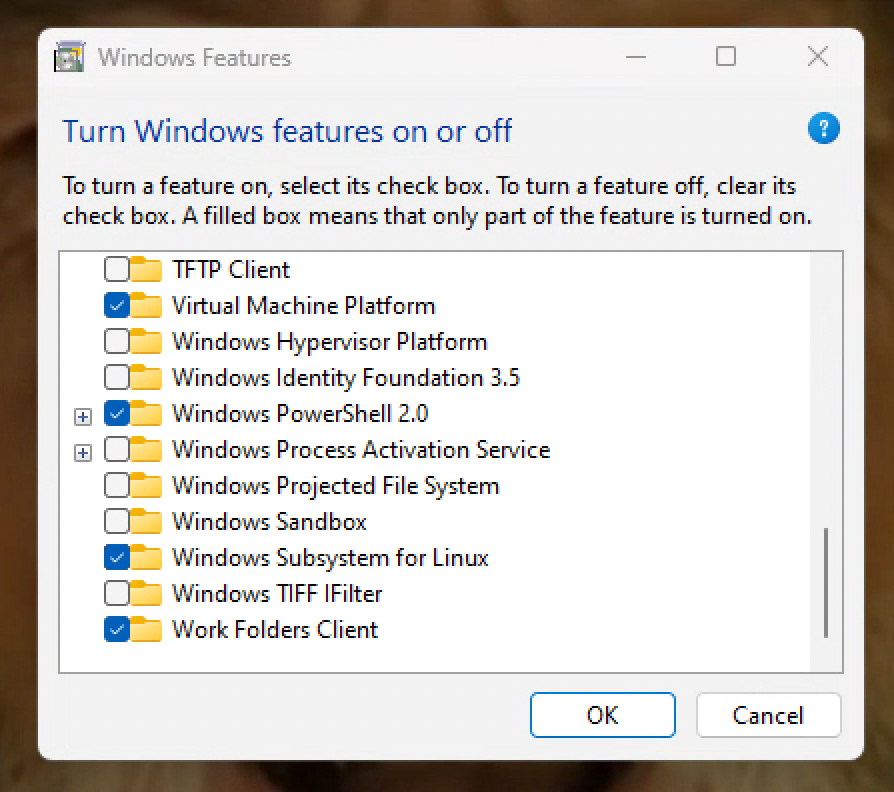 Windows Features
Turn Windows features on or off
?
To turn a feature on, select its check box. To turn a feature off, clear its
check box. A filled box means that only part of the feature is turned on.
TFTP Client
Virtual Machine Platform
Windows Hypervisor Platform
Windows Identity Foundation 3.5
Windows PowerShell 2.0
Windows Process Activation Service
Windows Projected File System
Windows Sandbox
Windows Subsystem for Linux
Windows TIFF IFilter
Work Folders Client
OK
Cancel